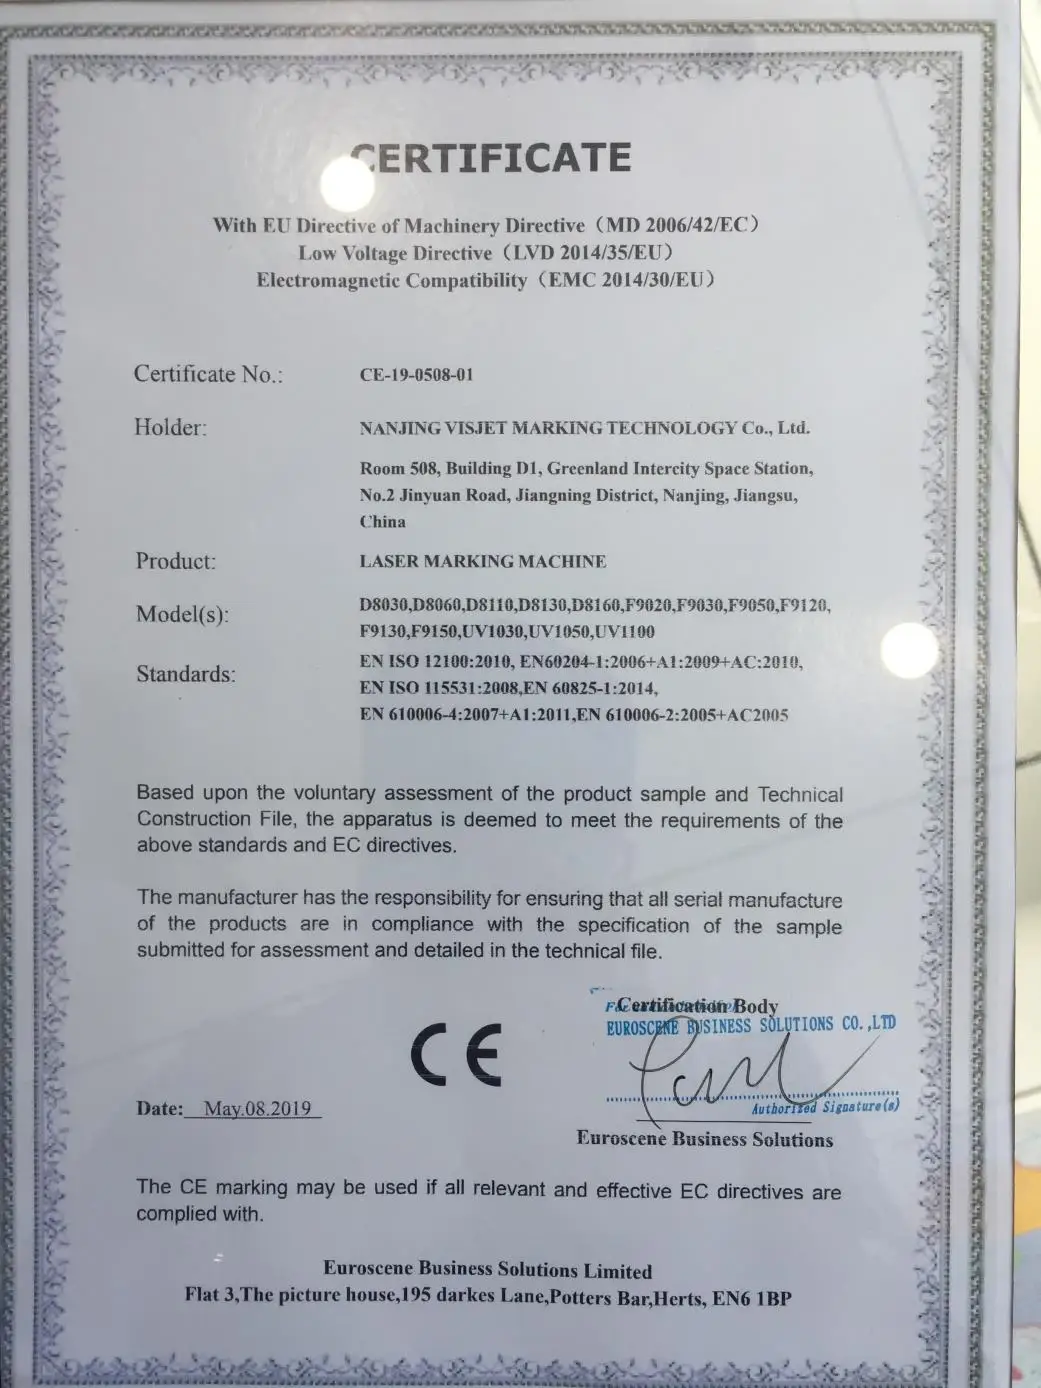 CERTIFICATE
With EU Directive of Machinery Directive（MD 2006/42/EC）
Low Voltage Directive（LVD 2014/35/EU）
Electromagnetic Compatibility（EMC 2014/30/EU）
Certificate No.: CE-19-0508-01
Holder: NANJING VISJET MARKING TECHNOLOGY Co., Ltd.
Room 508, Building D1, Greenland Intercity Space Station,
No.2 Jinyuan Road, Jiangning District, Nanjing, Jiangsu,
China
Product: LASER MARKING MACHINE
Model(s): D8030,D8060,D8110,D8130,D8160,F9020,F9030,F9050,F9120,
F9130,F9150,UV1030,UV1050,UV1100
Standards: EN ISO 12100:2010, EN60204-1:2006+A1:2009+AC:2010,
EN ISO 115531:2008,EN 60825-1:2014,
EN 610006-4:2007+A1:2011,EN 610006-2:2005+AC2005
Based upon the voluntary assessment of the product sample and Technical
Construction File, the apparatus is deemed to meet the requirements of the
above standards and EC directives.
The manufacturer has the responsibility for ensuring that all serial manufacture
of the products are in compliance with the specification of the sample
submitted for assessment and detailed in the technical file.
Certification Body
EUROSCENE BUSINESS SOLUTIONS CO.,LTD
CE
Date: May.08.2019
Authorized Signature(s)
Euroscene Business Solutions
The CE marking may be used if all relevant and effective EC directives are
complied with.
Euroscene Business Solutions Limited
Flat 3,The picture house,195 darkes Lane,Potters Bar,Herts, EN6 1BP